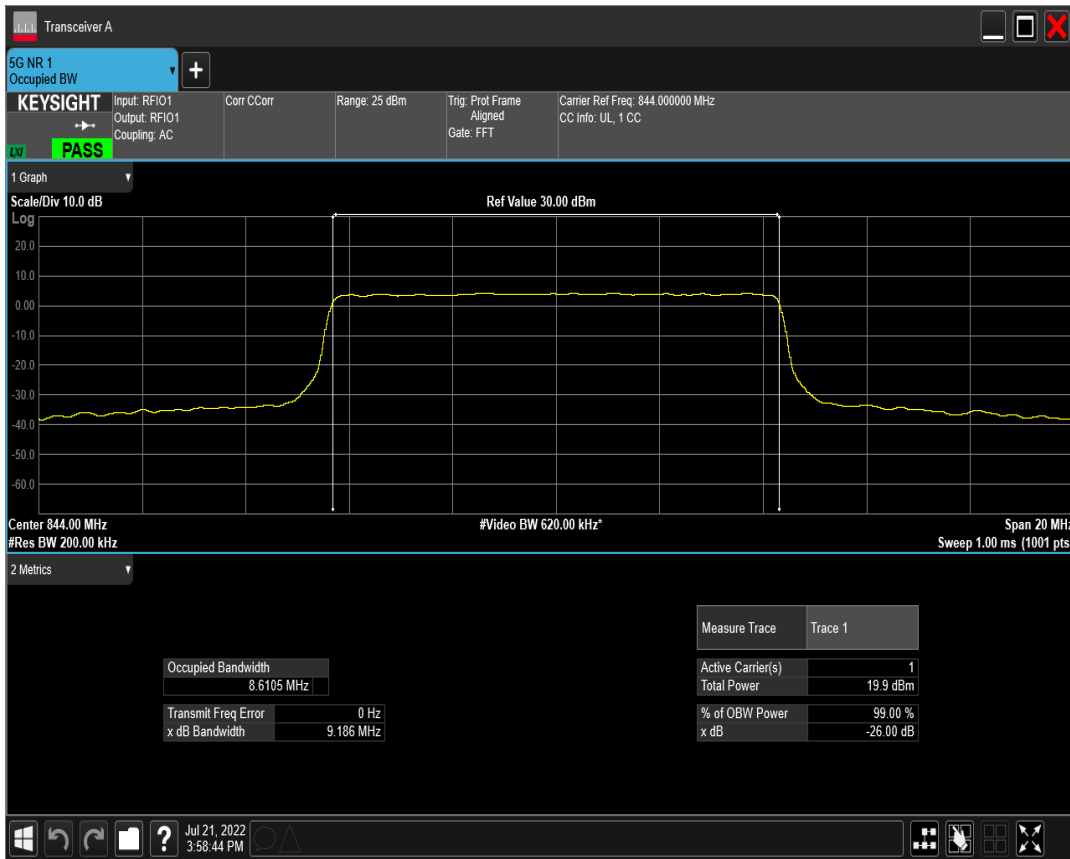 Transceiver A
5G NR 1
Occupied BW
KEYSIGHT
LXI
PASS
Input: RFIO1
Output: RFIO1
Coupling: AC
Corr CCorr
Range: 25 dBm
Trig: Prot Frame
Aligned
Gate: FFT
Carrier Ref Freq: 844.000000 MHz
CC Info: UL, 1 CC
1 Graph
Scale/Div 10.0 dB
Ref Value 30.00 dBm
Log
20.0
10.0
0.00
-10.0
-20.0
-30.0
-40.0
-50.0
-60.0
Center 844.00 MHz
#Video BW 620.00 kHz*
Span 20 MHz
#Res BW 200.00 kHz
Sweep 1.00 ms (1001 pts
2 Metrics
Measure Trace Trace 1
Occupied Bandwidth
8.6105 MHz
Active Carrier(s) 1
Total Power 19.9 dBm
Transmit Freq Error 0 Hz
x dB Bandwidth 9.186 MHz
% of OBW Power 99.00 %
x dB -26.00 dB
?
Jul 21, 2022
3:58:44 PM